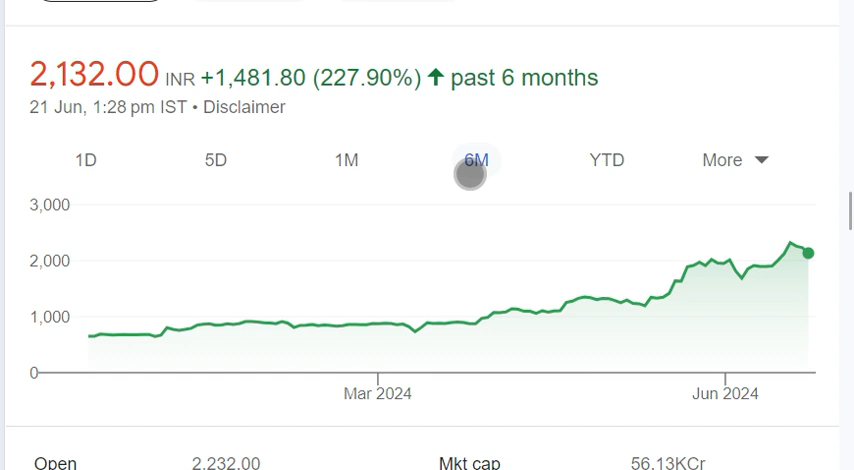 2,132.00 INR +1,481.80 (227.90%) ↑ past 6 months
21 Jun, 1:28 pm IST • Disclaimer
1D 5D 1M 6M YTD More
3,000
2,000
1,000
0
Mar 2024 Jun 2024
Open 2,232.00 Mkt cap 56.13KCr